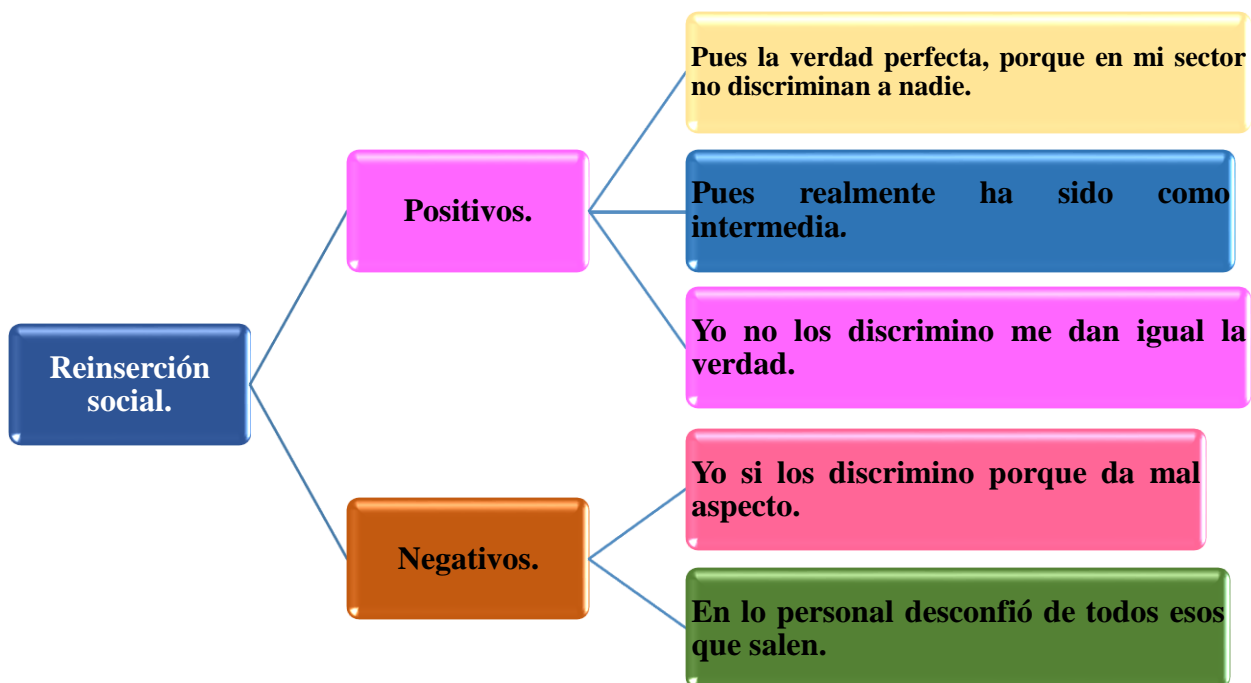 Reinserción
social.
Positivos.
Pues la verdad perfecta, porque en mi sector
no discriminan a nadie.
Pues realmente ha sido como
intermedia.
Yo no los discrimino me dan igual la
verdad.
Negativos.
Yo si los discrimino porque da mal
aspecto.
En lo personal desconfió de todos esos
que salen.